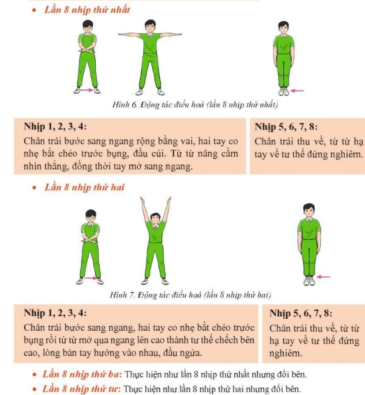 • Lần 8 nhịp thứ nhất
Hình 6. Động tác điều hoà (lần 8 nhịp thứ nhất)
Nhịp 1, 2, 3, 4:
Chân trái bước sang ngang rộng bằng vai, hai tay co
nhẹ bắt chéo trước bụng, đầu cúi. Từ từ nâng cằm
nhìn thẳng, đồng thời tay mở sang ngang.
Nhịp 5, 6, 7, 8:
Chân trái thu về, từ từ hạ
tay về tư thế đứng nghiêm.
• Lần 8 nhịp thứ hai
Hình 7. Động tác điều hoà (lần 8 nhịp thứ hai)
Nhịp 1, 2, 3, 4:
Chân trái bước sang ngang, hai tay co nhẹ bắt chéo trước
bụng rồi từ từ mở qua ngang lên cao thành tư thế chếch bên
cao, lòng bàn tay hướng vào nhau, đầu ngửa.
Nhịp 5, 6, 7, 8:
Chân trái thu về, từ từ
hạ tay về tư thế đứng
nghiêm.
• Lần 8 nhịp thứ ba: Thực hiện như lần 8 nhịp thứ nhất nhưng đổi bên.
• Lần 8 nhịp thứ tư: Thực hiện như lần 8 nhịp thứ hai nhưng đổi bên.